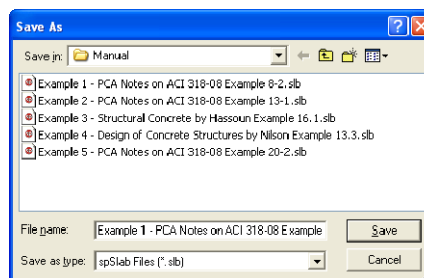 Save As
Save in: Manual
Example 1 - PCA Notes on ACI 318-08 Example 8-2.slb
Example 2 - PCA Notes on ACI 318-08 Example 13-1.slb
Example 3 - Structural Concrete by Hassoun Example 16.1.slb
Example 4 - Design of Concrete Structures by Nilson Example 13.3.slb
Example 5 - PCA Notes on ACI 318-08 Example 20-2.slb
File name: Example 1 - PCA Notes on ACI 318-08 Example Save
Save as type: spSlab Files (*.slb) Cancel